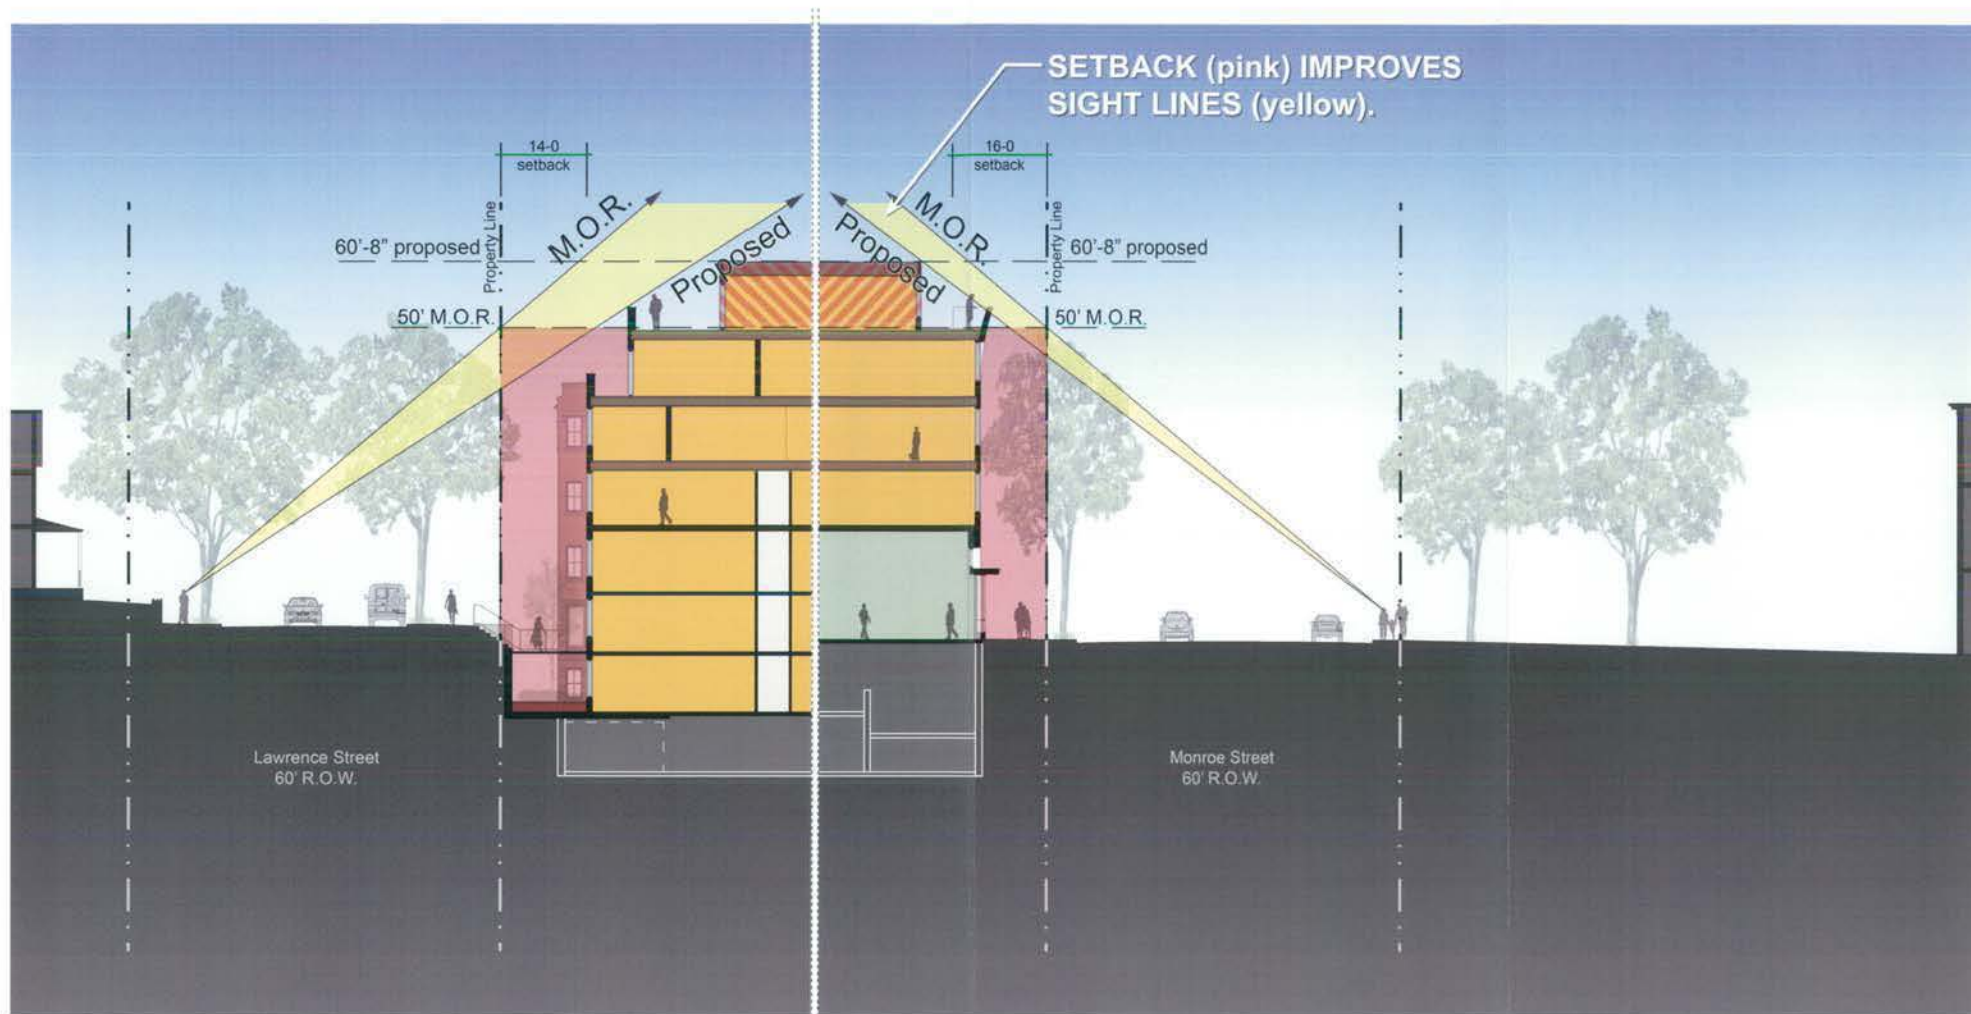 SETBACK (pink) IMPROVES
SIGHT LINES (yellow).
14-0
setback
16-0
setback
M.O.R.
Proposed
Proposed
M.O.R.
Property Line
Property Line
60'-8" proposed
60'-8" proposed
50' M.O.R.
50' M.O.R.
Lawrence Street
60' R.O.W.
Monroe Street
60' R.O.W.